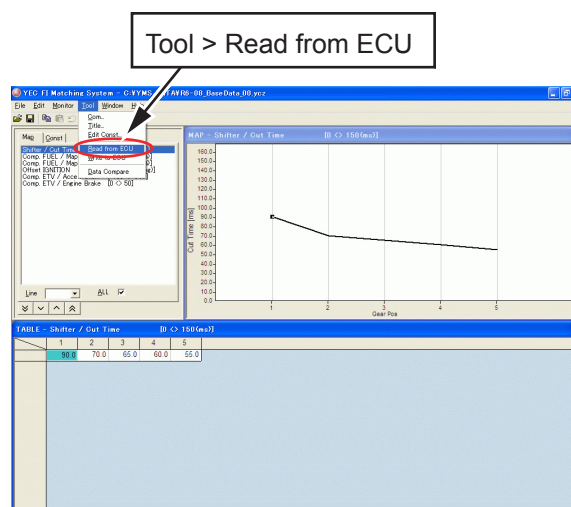 Tool > Read from ECU
YEC FI Matching System - C:¥YMS
A¥R6-08_BaseData_00.ycz
File Edit Monitor Tool Window
Com..
Title..
Edit Const..
Read from ECU
Write to ECU
Data Compare
Map Const
Shifter / Cut Time
Comp. FUEL / Map
Comp. FUEL / Map
Offset IGNITION
Comp. ETV / Acce
Comp. ETV / Engine Brake [0 <> 50]
Line ALL
MAP - Shifter / Cut Time [0 <> 150(ms)]
Cut Time [ms]
160.0
150.0
140.0
130.0
120.0
110.0
100.0
90.0
80.0
70.0
60.0
50.0
40.0
30.0
20.0
10.0
0.0
1 2 3 4 5
Gear Pos
TABLE - Shifter / Cut Time [0 <> 150(ms)]
1 2 3 4 5
90.0 70.0 65.0 60.0 55.0